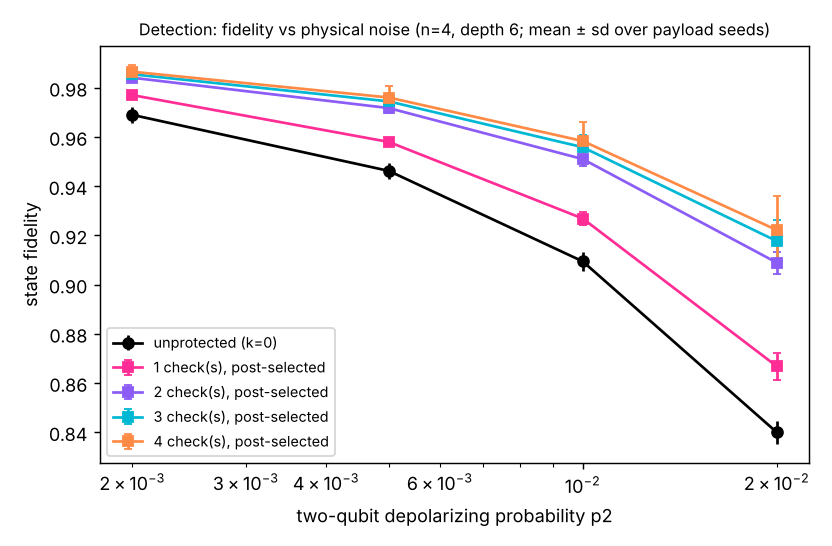 Detection: fidelity vs physical noise (n=4, depth 6; mean ± sd over payload seeds)
state fidelity
0.98
0.96
0.94
0.92
0.90
0.88
0.86
0.84
unprotected (k=0)
1 check(s), post-selected
2 check(s), post-selected
3 check(s), post-selected
4 check(s), post-selected
2 × 10⁻³ 3 × 10⁻³ 4 × 10⁻³ 6 × 10⁻³ 10⁻² 2 × 10⁻²
two-qubit depolarizing probability p2